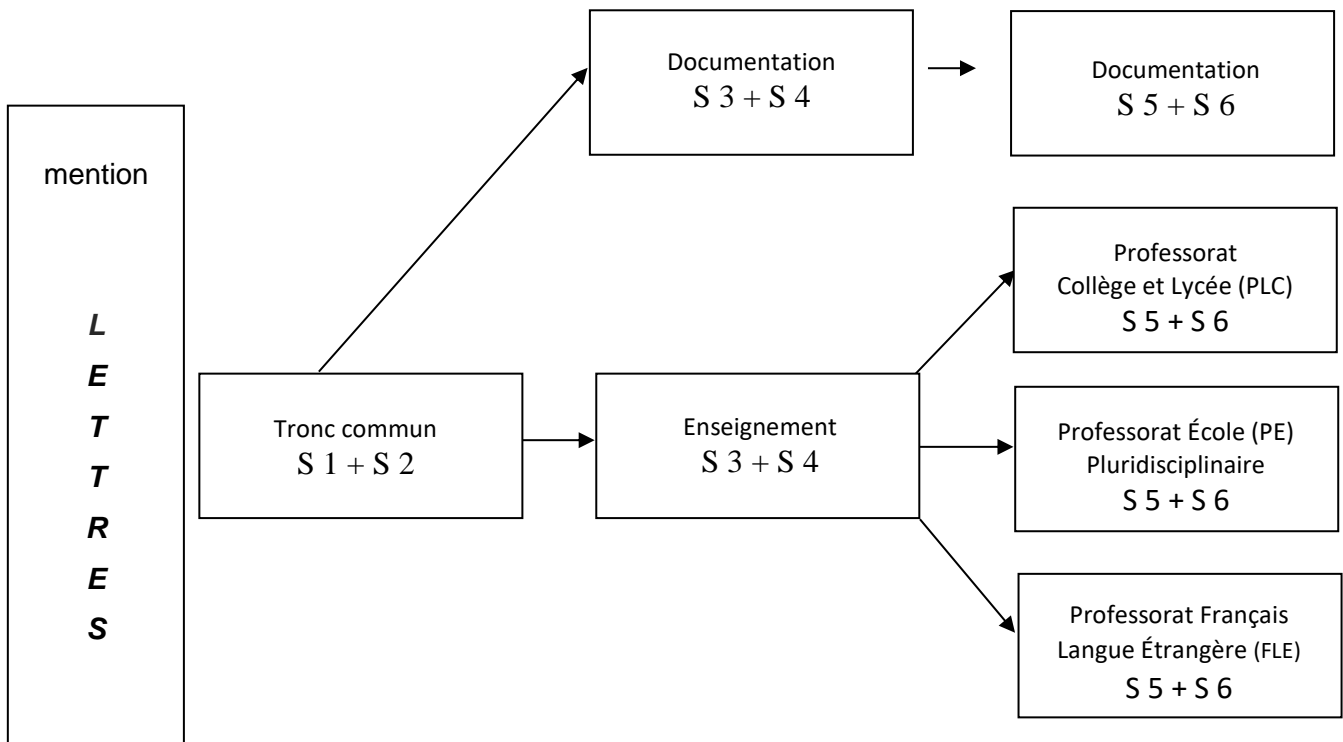 mention
L
E
T
T
R
E
S
Tronc commun
S 1 + S 2
Documentation
S 3 + S 4
Documentation
S 5 + S 6
Enseignement
S 3 + S 4
Professorat
Collège et Lycée (PLC)
S 5 + S 6
Professorat École (PE)
Pluridisciplinaire
S 5 + S 6
Professorat Français
Langue Étrangère (FLE)
S 5 + S 6